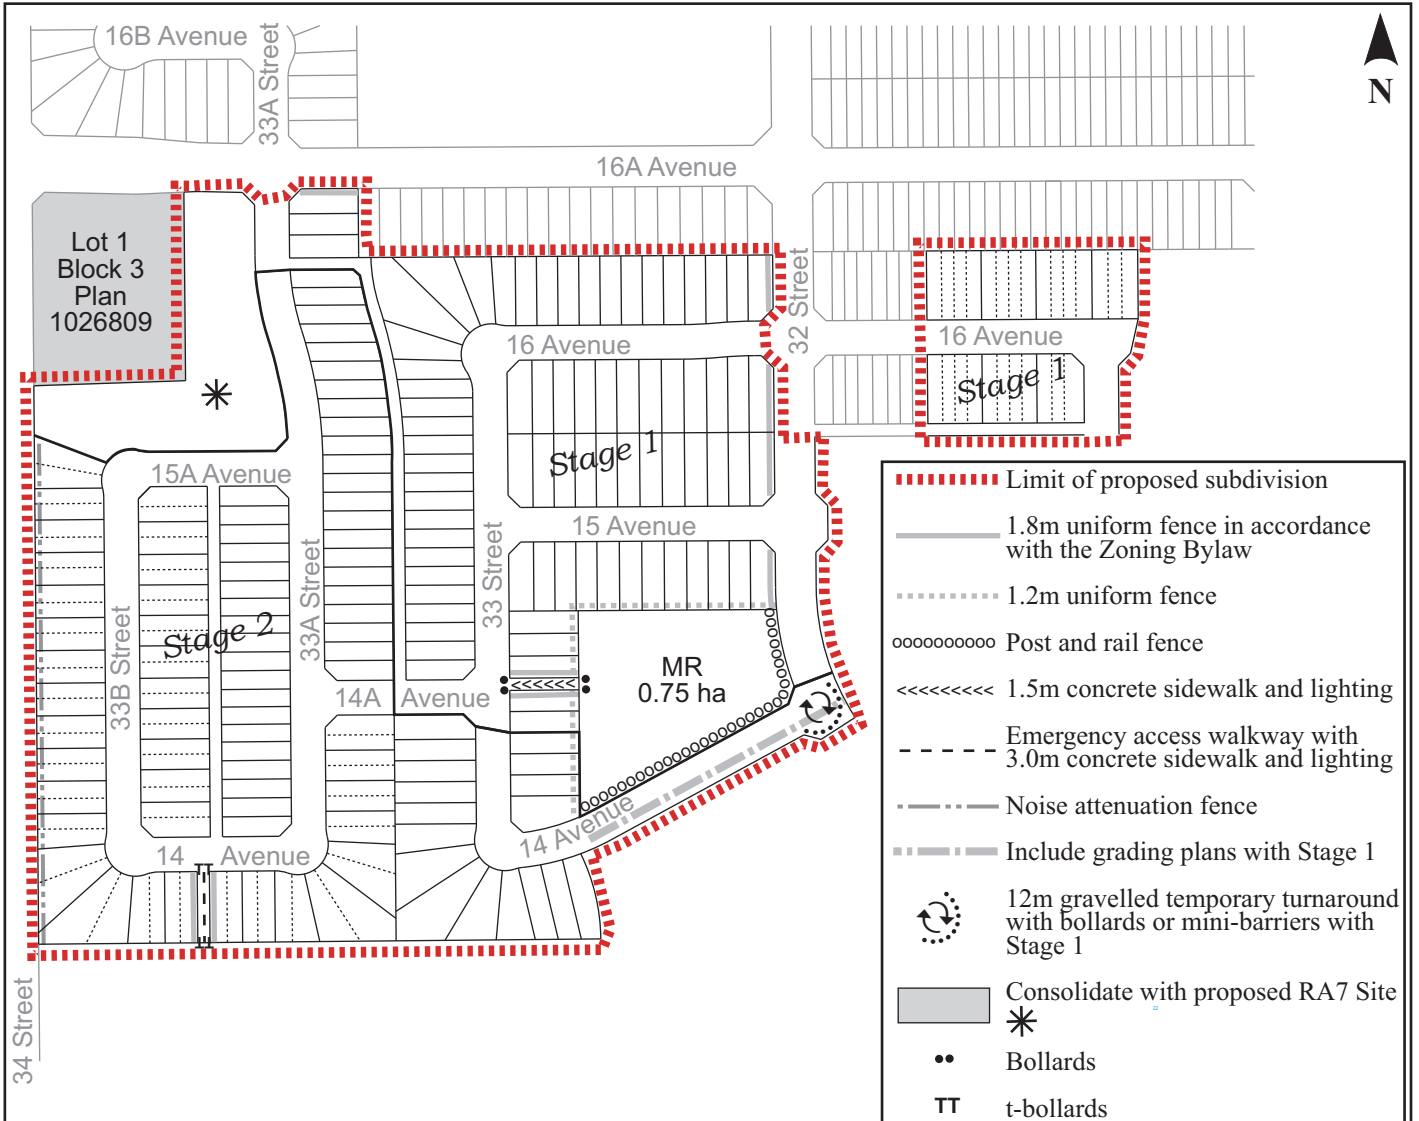 16B Avenue
33A Street
N
16A Avenue
Lot 1
Block 3
Plan
1026809
32 Street
16 Avenue
16 Avenue
Stage 1
Stage 1
15A Avenue
15 Avenue
33 Street
33A Street
33B Street
Stage 2
MR
0.75 ha
14A Avenue
14 Avenue
14 Avenue
34 Street
Limit of proposed subdivision
1.8m uniform fence in accordance
with the Zoning Bylaw
1.2m uniform fence
Post and rail fence
1.5m concrete sidewalk and lighting
Emergency access walkway with
3.0m concrete sidewalk and lighting
Noise attenuation fence
Include grading plans with Stage 1
12m gravelled temporary turnaround
with bollards or mini-barriers with
Stage 1
Consolidate with proposed RA7 Site
Bollards
TT t-bollards